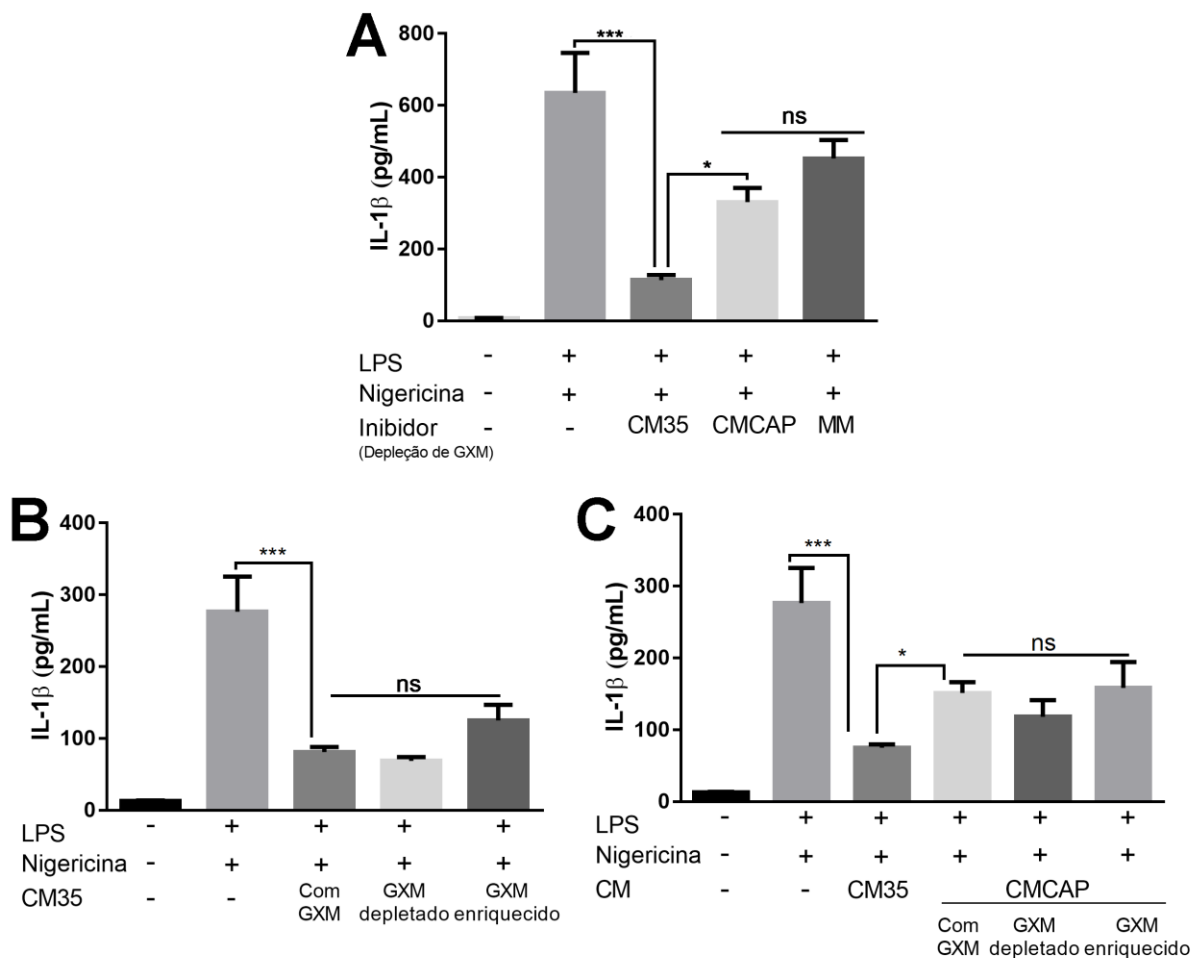 A
IL-1β (pg/mL)
800
600
400
200
0
***
*
ns
LPS - + + + +
Nigericina - + + + +
Inibidor - - CM35 CMCAP MM
(Depleção de GXM)
B
IL-1β (pg/mL)
400
300
200
100
0
***
ns
LPS - + + + +
Nigericina - + + + +
CM35 - - Com GXM GXM
GXM depletado enriquecido
C
IL-1β (pg/mL)
400
300
200
100
0
***
*
ns
LPS - + + + + +
Nigericina - + + + + +
CM - - CM35 CMCAP
Com GXM GXM
GXM depletado enriquecido